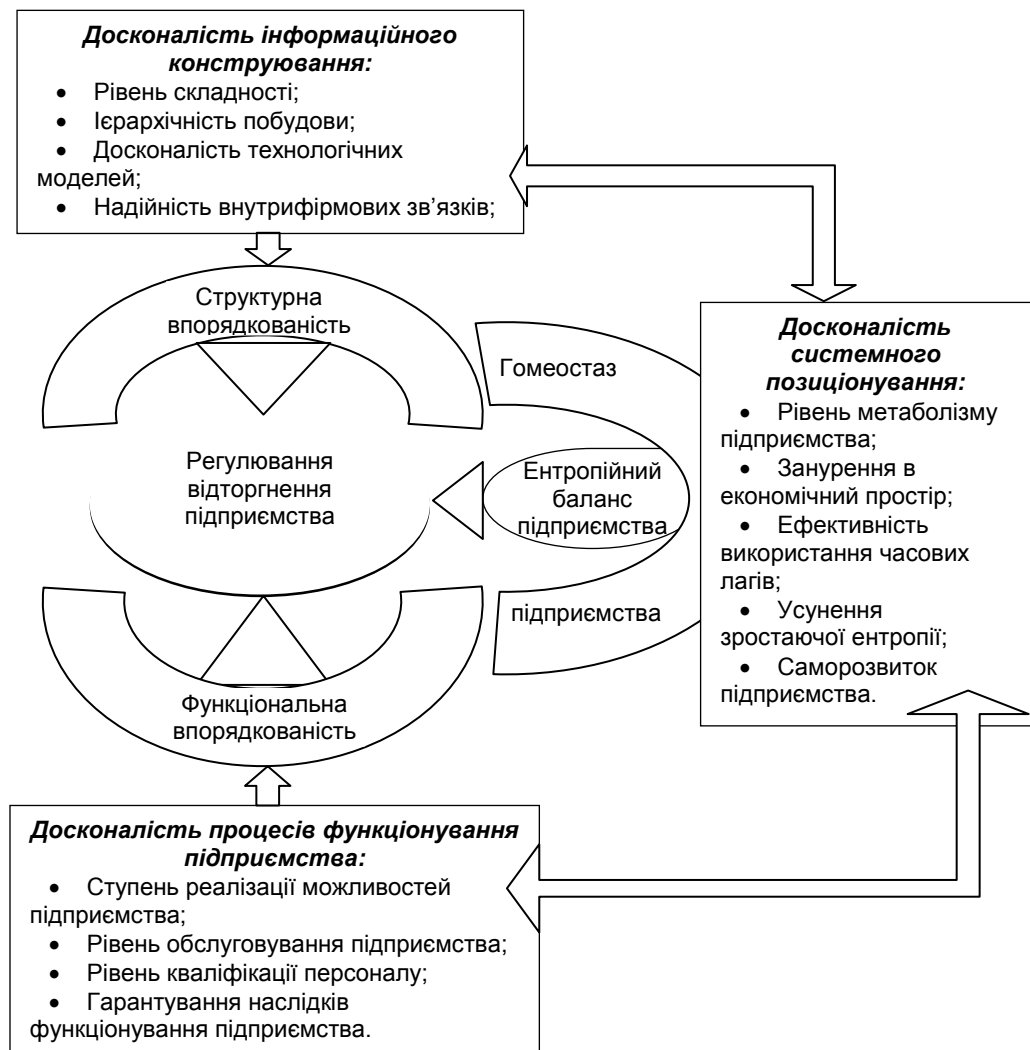 Досконалість інформаційного
конструювання:
• Рівень складності;
• Ієрархічність побудови;
• Досконалість технологічних
моделей;
• Надійність внутрифірмових зв’язків;
Структурна
впорядкованість
Гомеостаз
Регулювання
відторгнення
підприємства
Ентропійний
баланс
підприємства
підприємства
Функціональна
впорядкованість
Досконалість
системного
позиціонування:
• Рівень метаболізму
підприємства;
• Занурення в
економічний простір;
• Ефективність
використання часових
лагів;
• Усунення
зростаючої ентропії;
• Саморозвиток
підприємства.
Досконалість процесів функціонування
підприємства:
• Ступень реалізації можливостей
підприємства;
• Рівень обслуговування підприємства;
• Рівень кваліфікації персоналу;
• Гарантування наслідків
функціонування підприємства.